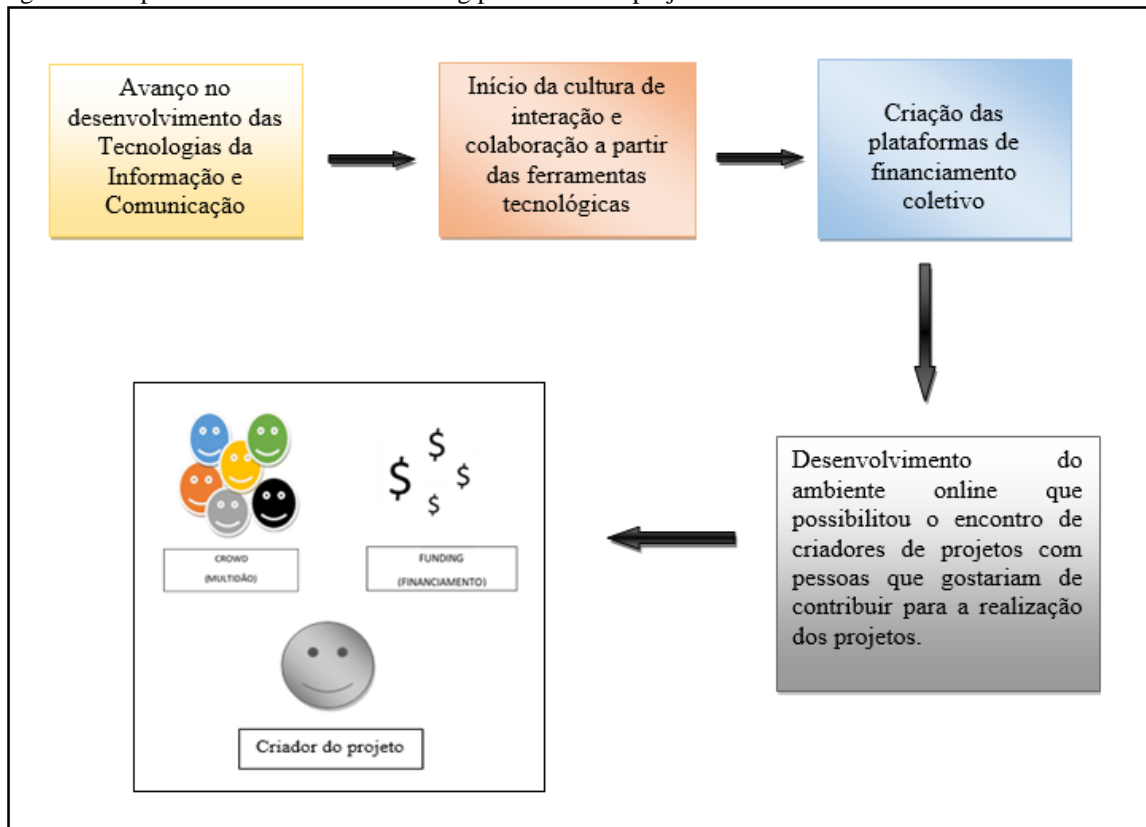 Avanço no
desenvolvimento das
Tecnologias da
Informação e
Comunicação
Início da cultura de
interação e
colaboração a partir
das ferramentas
tecnológicas
Criação das
plataformas de
financiamento
coletivo
Desenvolvimento do
ambiente online que
possibilitou o encontro de
criadores de projetos com
pessoas que gostariam de
contribuir para a realização
dos projetos.
$ $ $ $
CROWD
(MULTIDÃO)
FUNDING
(FINANCIAMENTO)
Criador do projeto